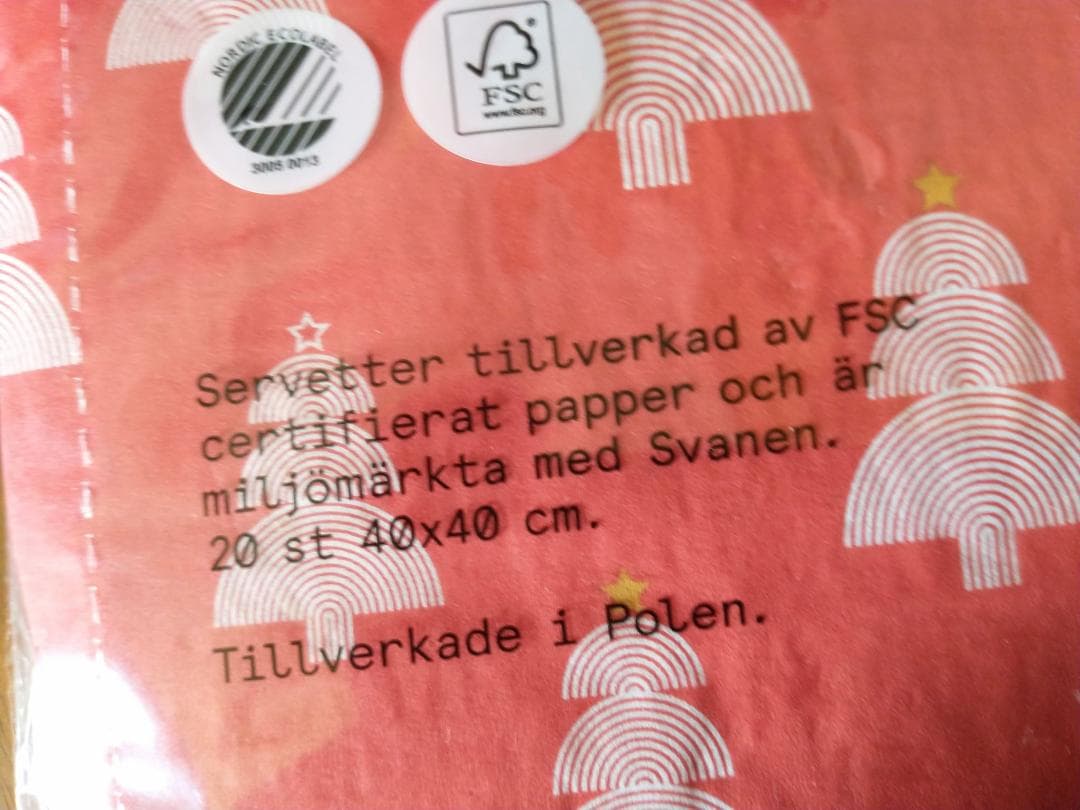 NORDIC ECOLABEL
3005 0013
FSC
www.fsc.org
Servetter tillverkad av FSC
certifierat papper och är
miljömärkta med Svanen.
20 st 40x40 cm.
Tillverkade i Polen.